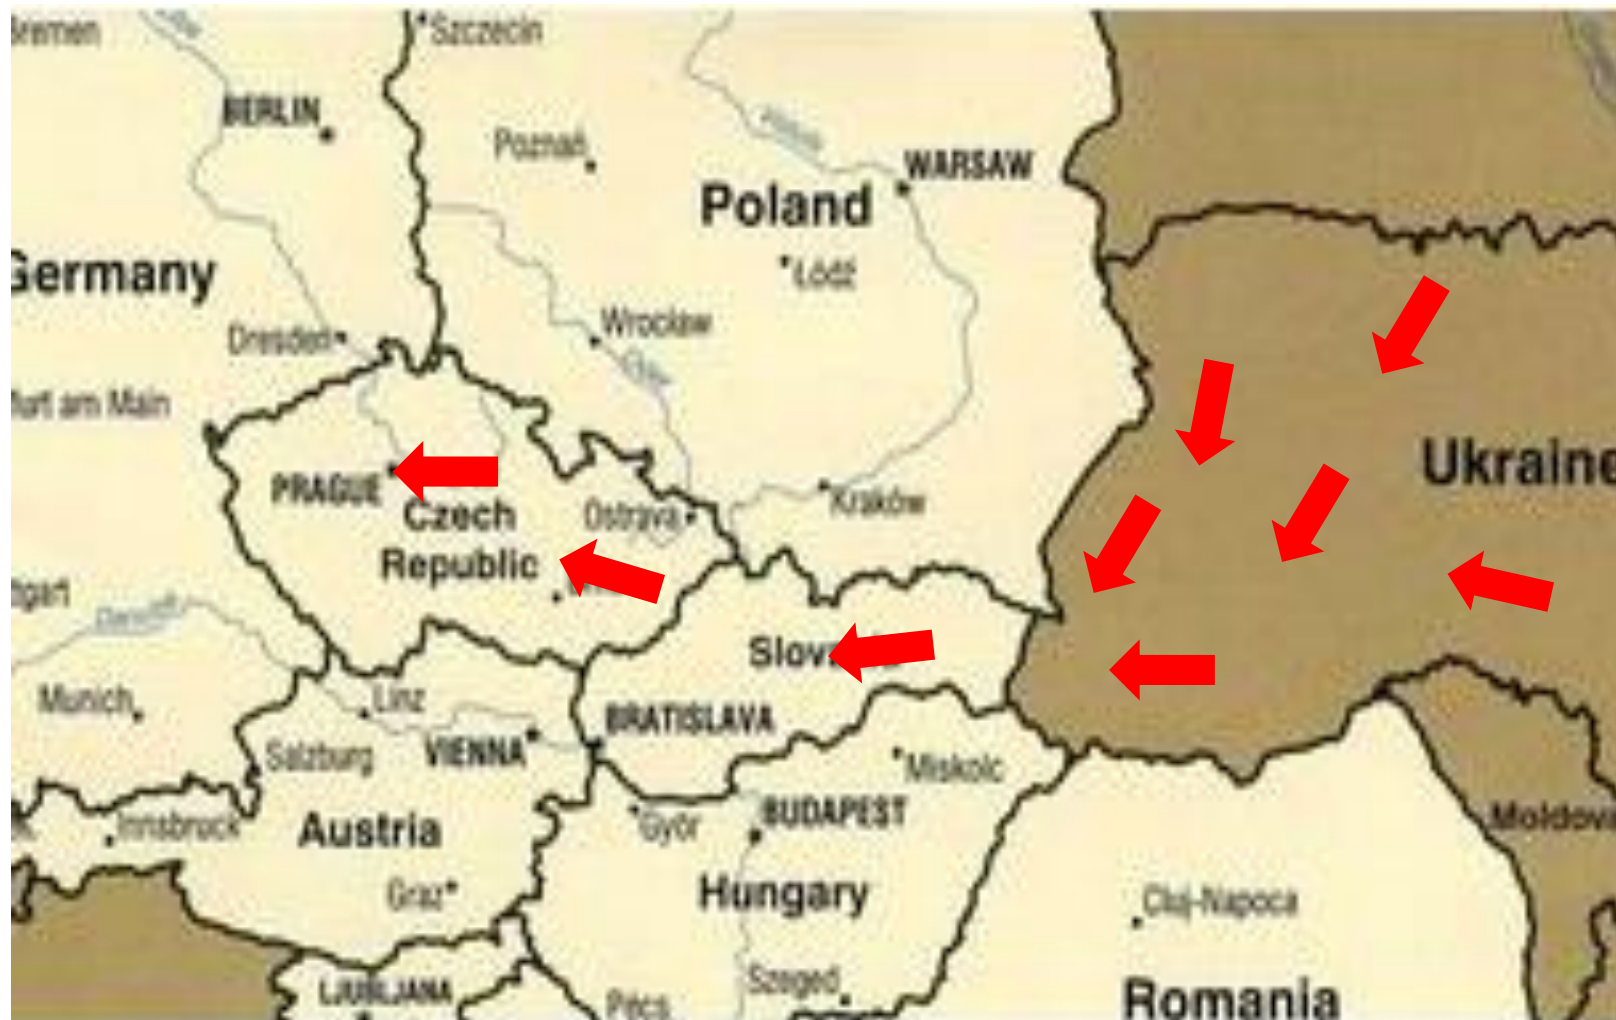 Szczecin
BERLIN
Poznań
WARSAW
Poland
Łódź
Germany
Dresden
Wrocław
Ukraine
PRAGUE
Czech
Republic
Ostrava
Kraków
Munich
Linz
Salzburg
VIENNA
BRATISLAVA
Miskolc
Innsbruck
Austria
Győr
BUDAPEST
Moldova
Graz
Hungary
Cluj-Napoca
LJUBLJANA
Szeged
Pécs
Romania